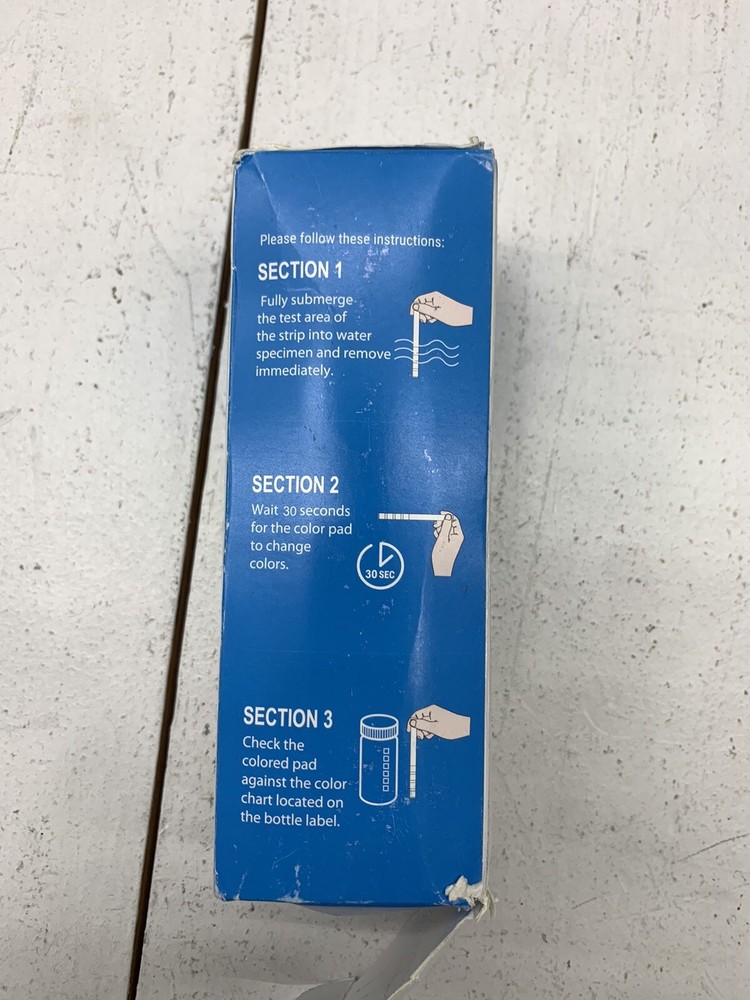 Please follow these instructions:
SECTION 1
Fully submerge
the test area of
the strip into water
specimen and remove
immediately.
SECTION 2
Wait 30 seconds
for the color pad
to change
colors.
30 SEC
SECTION 3
Check the
colored pad
against the color
chart located on
the bottle label.